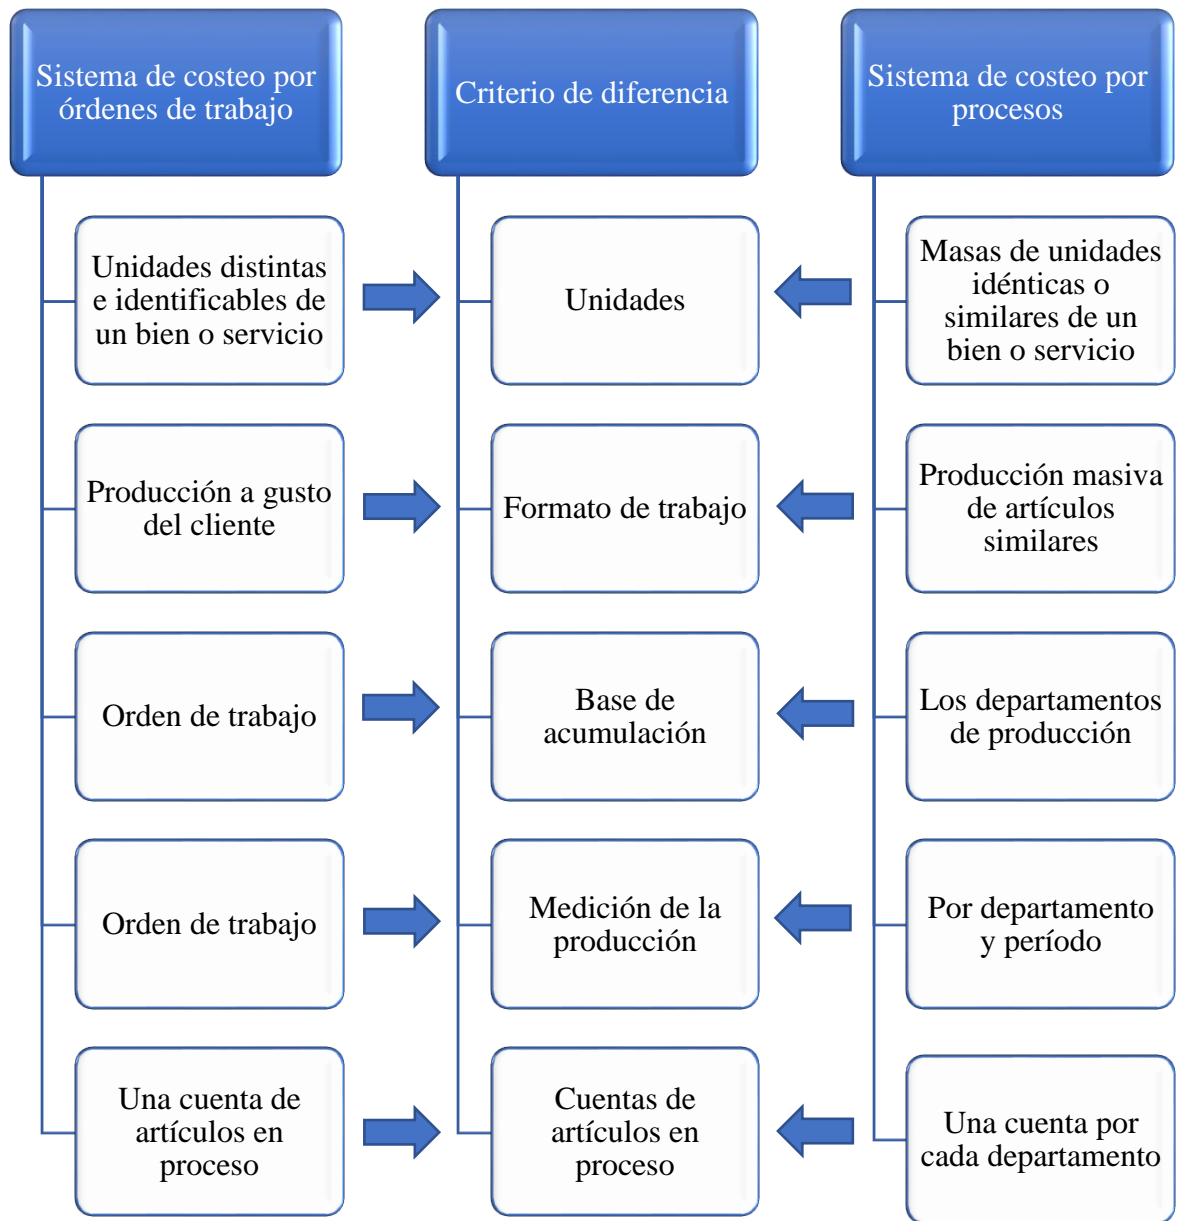 Sistema de costeo por
órdenes de trabajo
Criterio de diferencia
Sistema de costeo por
procesos
Unidades distintas
e identificables de
un bien o servicio
Unidades
Masas de unidades
idénticas o
similares de un
bien o servicio
Producción a gusto
del cliente
Formato de trabajo
Producción masiva
de artículos
similares
Orden de trabajo
Base de
acumulación
Los departamentos
de producción
Orden de trabajo
Medición de la
producción
Por departamento
y período
Una cuenta de
artículos en
proceso
Cuentas de
artículos en
proceso
Una cuenta por
cada departamento